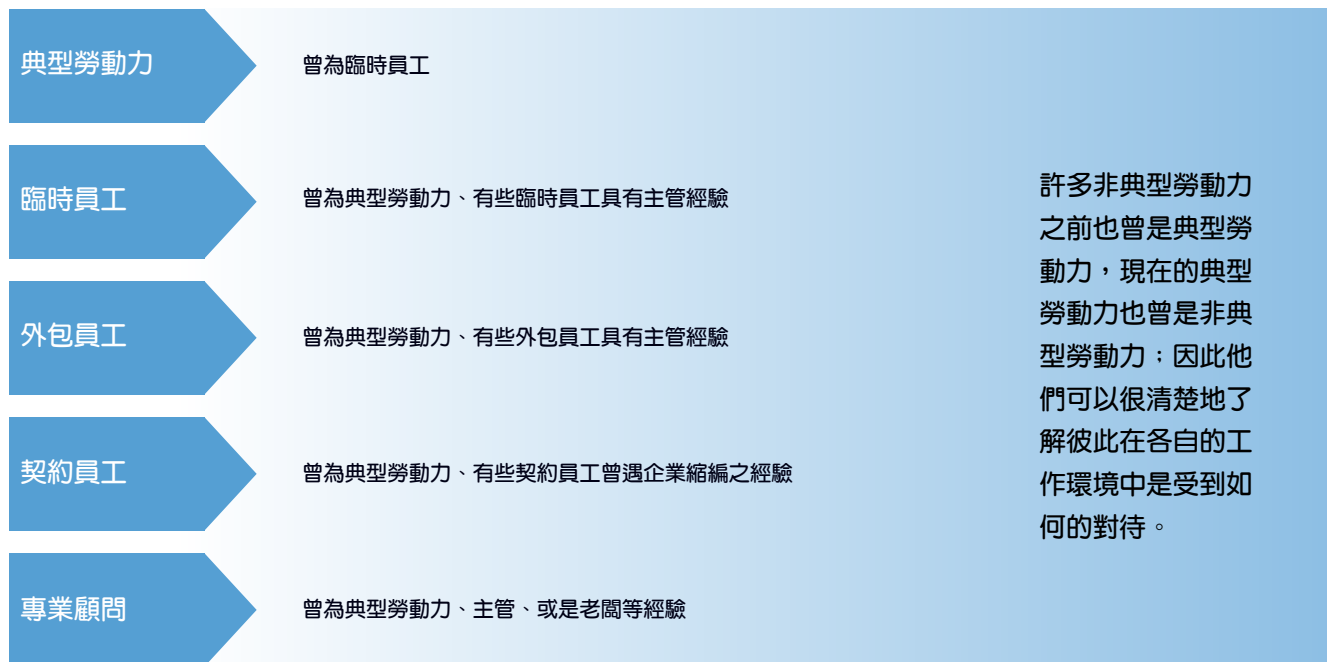 典型勞動力
曾為臨時員工
臨時員工
曾為典型勞動力、有些臨時員工具有主管經驗
外包員工
曾為典型勞動力、有些外包員工具有主管經驗
契約員工
曾為典型勞動力、有些契約員工曾遇企業縮編之經驗
專業顧問
曾為典型勞動力、主管、或是老闆等經驗
許多非典型勞動力
之前也曾是典型勞
動力，現在的典型
勞動力也曾是非典
型勞動力；因此他
們可以很清楚地了
解彼此在各自的工
作環境中是受到如
何的對待。